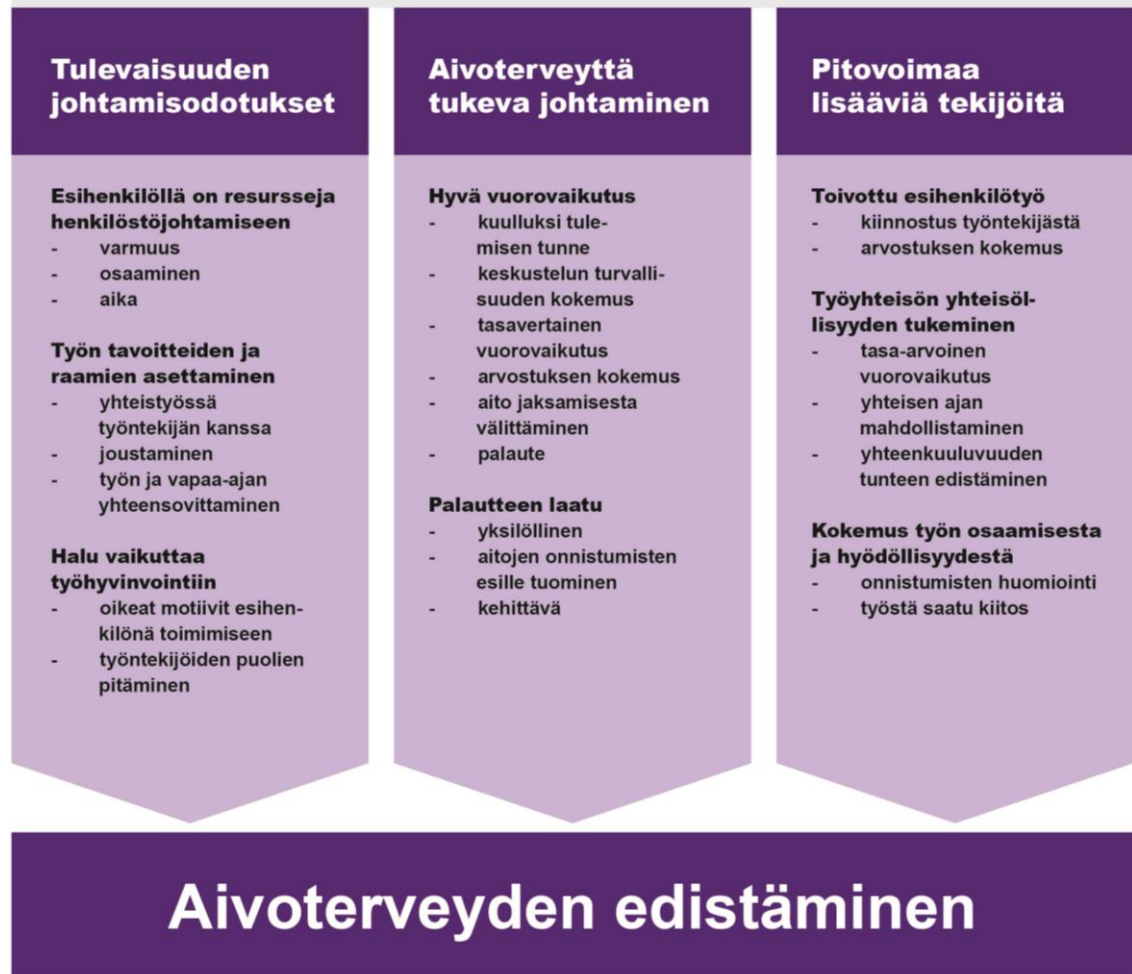 Tulevaisuuden
johtamisodotukset
Esihenkilöllä on resursseja
henkilöstöjohtamiseen
- varmuus
- osaaminen
- aika
Työn tavoitteiden ja
raamien asettaminen
- yhteistyössä
työntekijän kanssa
- joustaminen
- työn ja vapaa-ajan
yhteensovittaminen
Halu vaikuttaa
työhyvinvointiin
- oikeat motiivit esihen-
kilönä toimimiseen
- työntekijöiden puolien
pitäminen
Aivoterveyttä
tukeva johtaminen
Hyvä vuorovaikutus
- kuulluksi tule-
misen tunne
- keskustelun turvalli-
suuden kokemus
- tasavertainen
vuorovaikutus
- arvostuksen kokemus
- aito jaksamisesta
välittäminen
- palaute
Palautteen laatu
- yksilöllinen
- aitojen onnistumisten
esille tuominen
- kehittävä
Pitovoimaa
lisääviä tekijöitä
Toivottu esihenkilötyö
- kiinnostus työntekijästä
- arvostuksen kokemus
Työyhteisön yhteisöl-
lisyyden tukeminen
- tasa-arvoinen
vuorovaikutus
- yhteisen ajan
mahdollistaminen
- yhteenkuuluvuuden
tunteen edistäminen
Kokemus työn osaamisesta
ja hyödöllisyydestä
- onnistumisten huomiointi
- työstä saatu kiitos
Aivoterveyden edistäminen